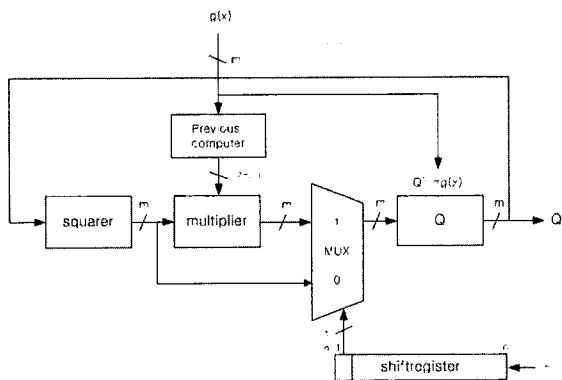 g(x)
m
Previous
computer
Q = g(x)
squarer
m
multiplier
m
1
MUX
0
m
Q
m
Q
shiftregister